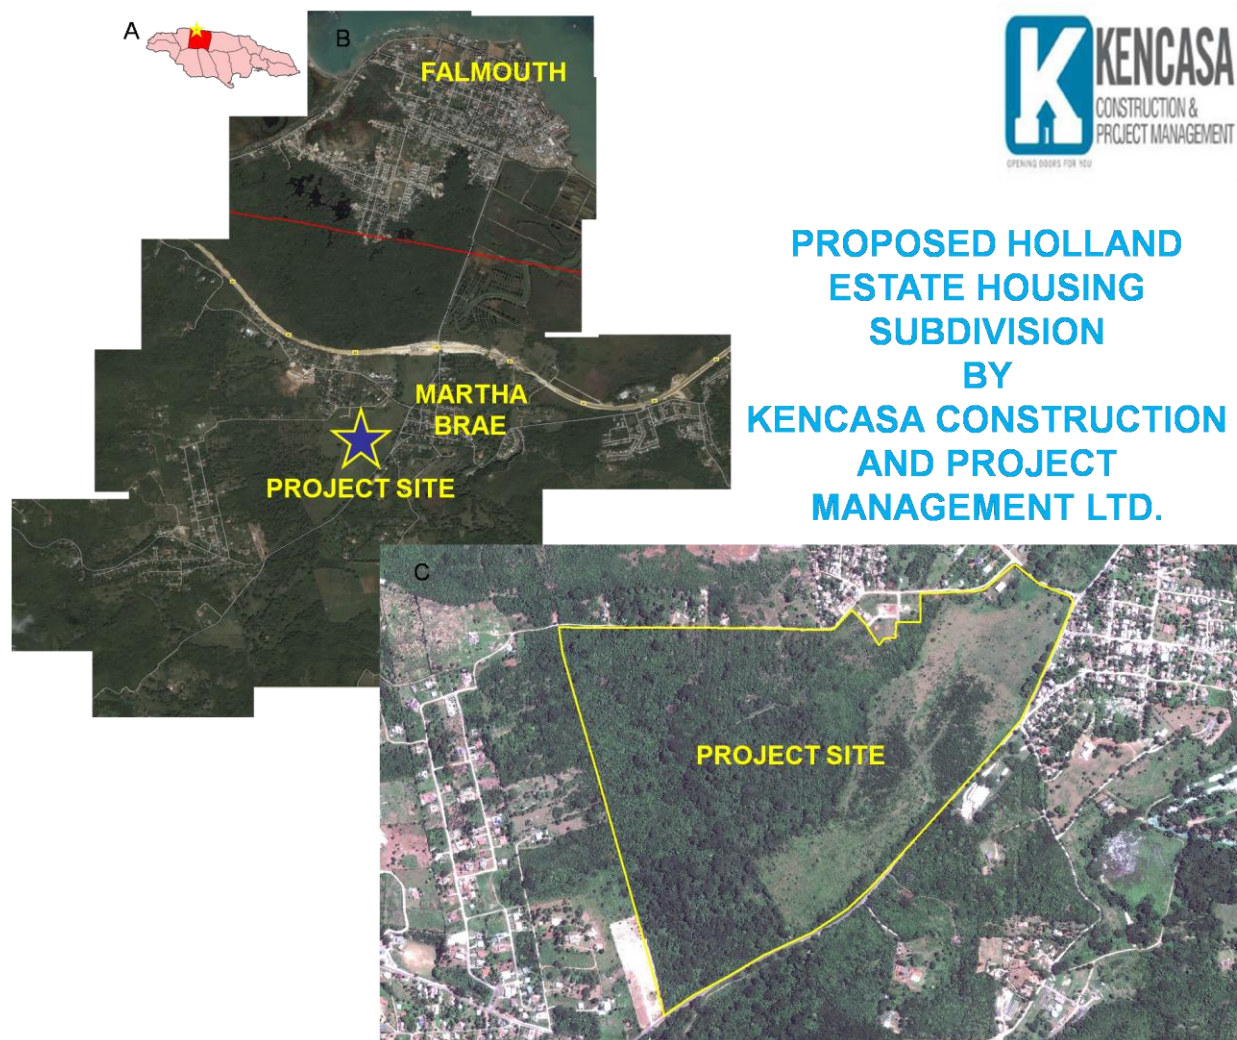 A
B
FALMOUTH
MARTHA
BRAE
PROJECT SITE
KENCASA
CONSTRUCTION &
PROJECT MANAGEMENT
OPENING DOORS FOR YOU
PROPOSED HOLLAND
ESTATE HOUSING
SUBDIVISION
BY
KENCASA CONSTRUCTION
AND PROJECT
MANAGEMENT LTD.
C
PROJECT SITE